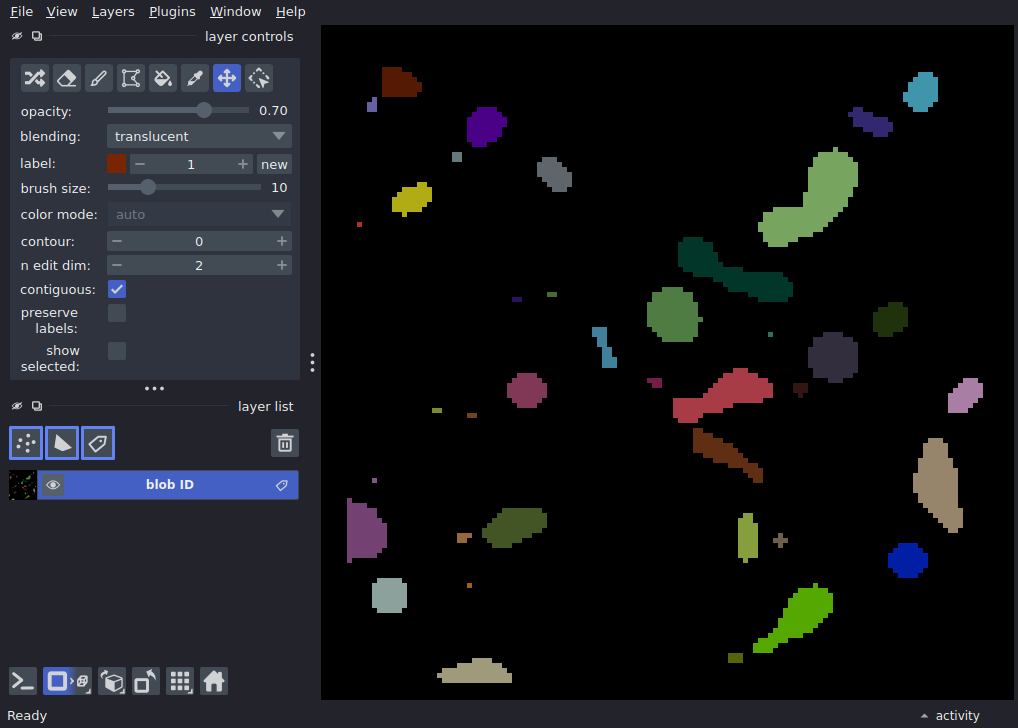 File View Layers Plugins Window Help
layer controls
opacity: 0.70
blending: translucent
label: 1 new
brush size: 10
color mode: auto
contour: 0
n edit dim: 2
contiguous:
preserve
labels:
show
selected:
layer list
blob ID
Ready
activity